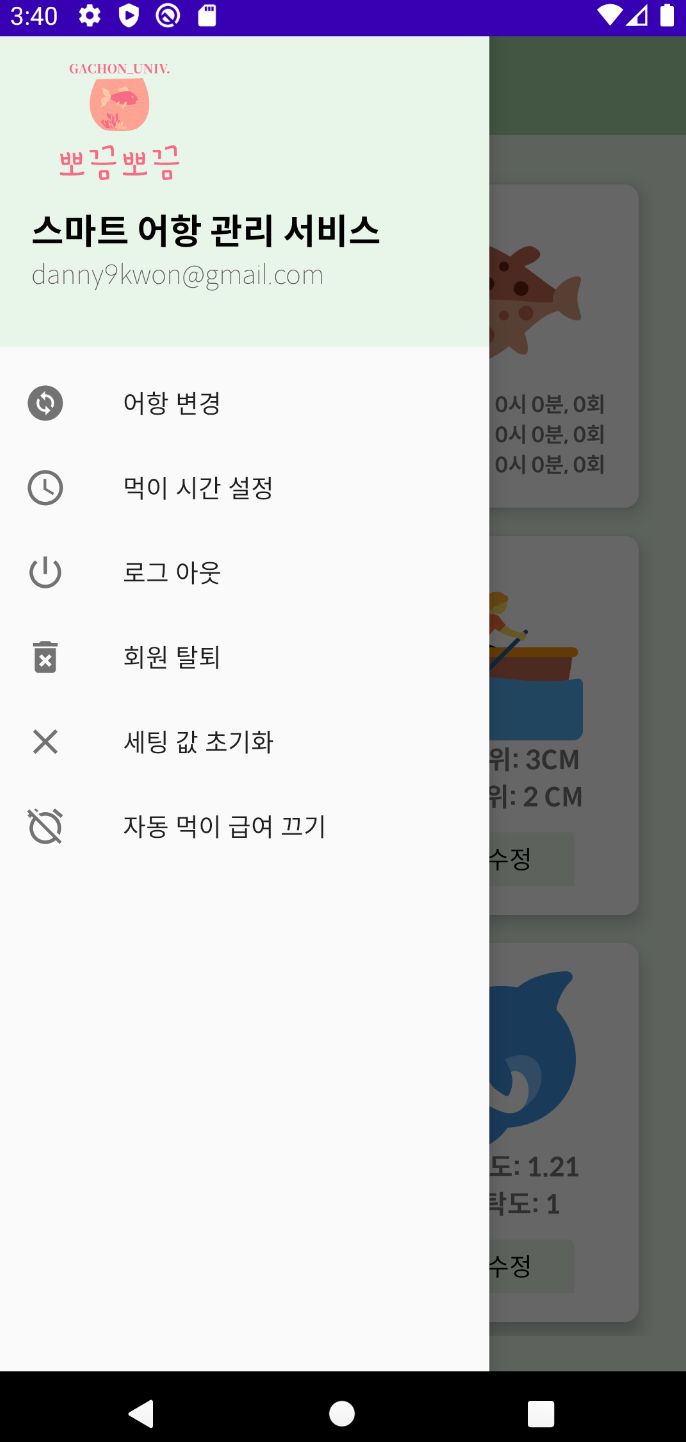 3:40
GACHON_UNIV.
뽀끔뽀끔
스마트 어항 관리 서비스
danny9kwon@gmail.com
어항 변경
먹이 시간 설정
로그 아웃
회원 탈퇴
세팅 값 초기화
자동 먹이 급여 끄기
0시 0분, 0회
0시 0분, 0회
0시 0분, 0회
위: 3CM
위: 2 CM
수정
도: 1.21
탁도: 1
수정